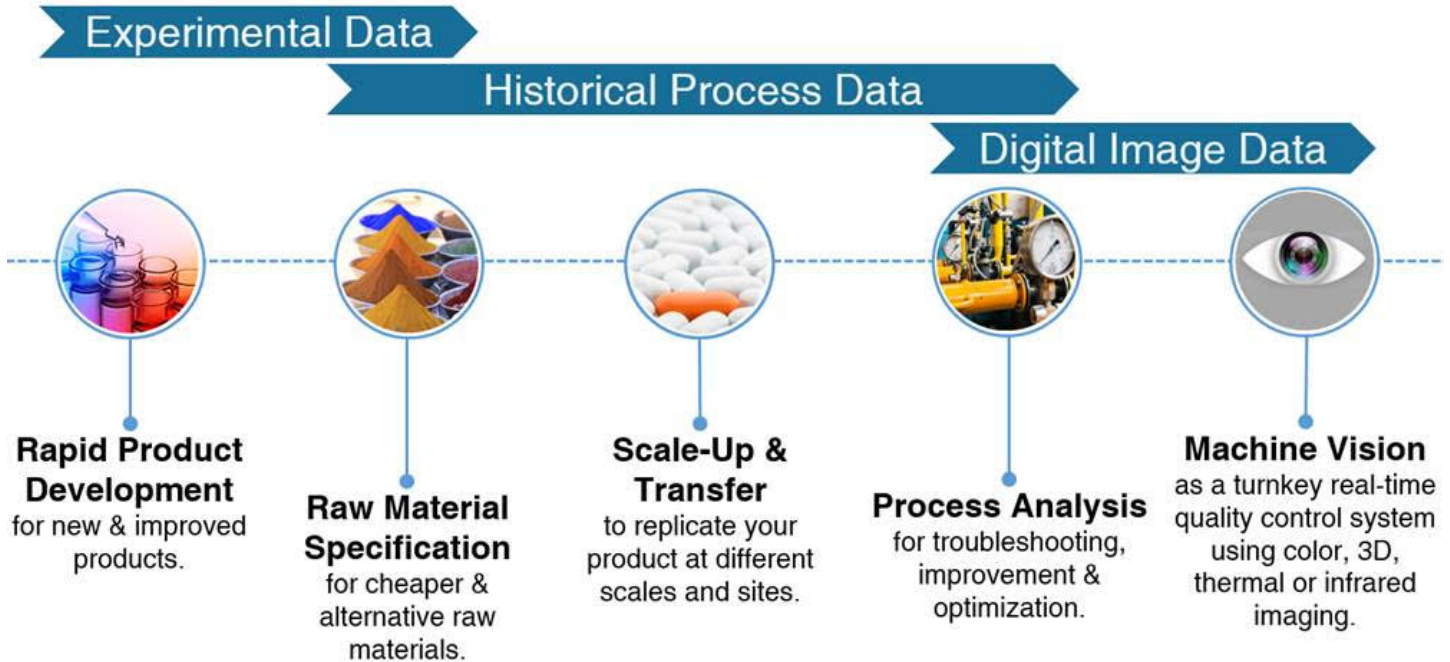 Experimental Data
Historical Process Data
Digital Image Data
Rapid Product
Development
for new & improved
products.
Raw Material
Specification
for cheaper &
alternative raw
materials.
Scale-Up &
Transfer
to replicate your
product at different
scales and sites.
Process Analysis
for troubleshooting,
improvement &
optimization.
Machine Vision
as a turnkey real-time
quality control system
using color, 3D,
thermal or infrared
imaging.